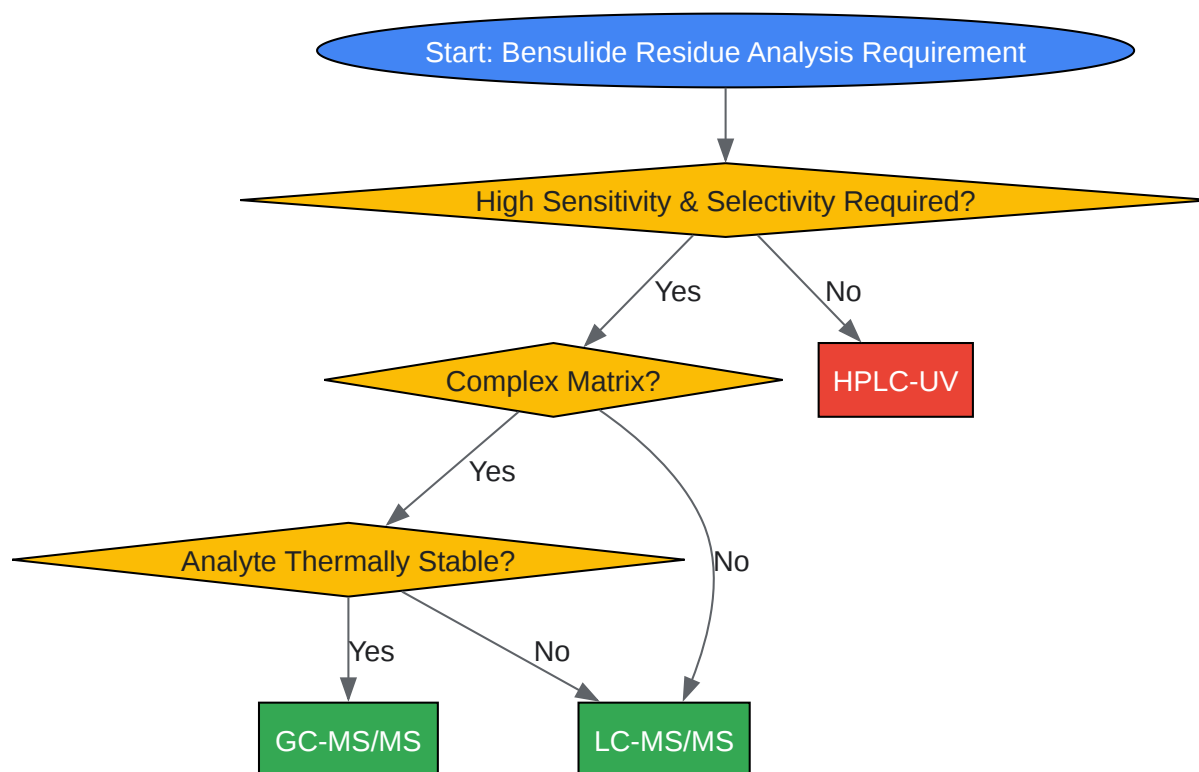 Start: Bensulide Residue Analysis Requirement
High Sensitivity & Selectivity Required?
Yes
No
Complex Matrix?
HPLC-UV
Yes
Analyte Thermally Stable?
No
Yes
No
GC-MS/MS
LC-MS/MS